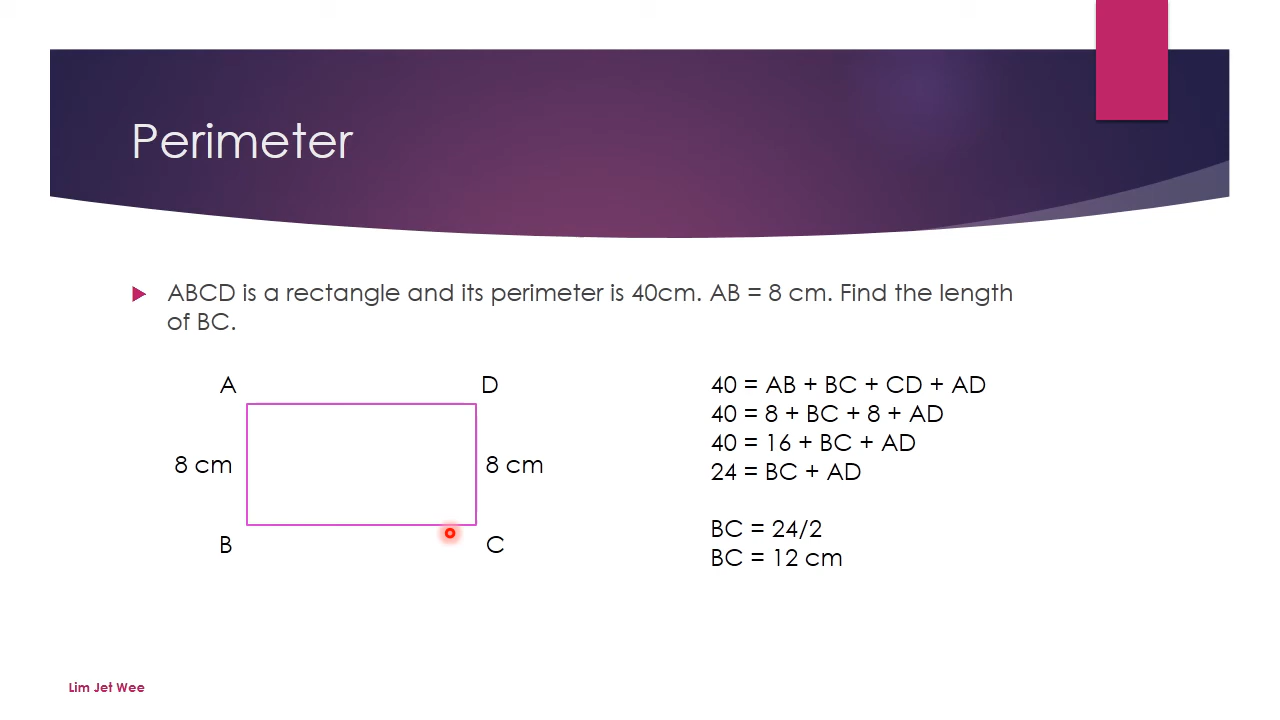 Perimeter
ABCD is a rectangle and its perimeter is 40cm. AB = 8 cm. Find the length
of BC.
A
D
8 cm
8 cm
B
C
40 = AB + BC + CD + AD
40 = 8 + BC + 8 + AD
40 = 16 + BC + AD
24 = BC + AD
BC = 24/2
BC = 12 cm
Lim Jet Wee